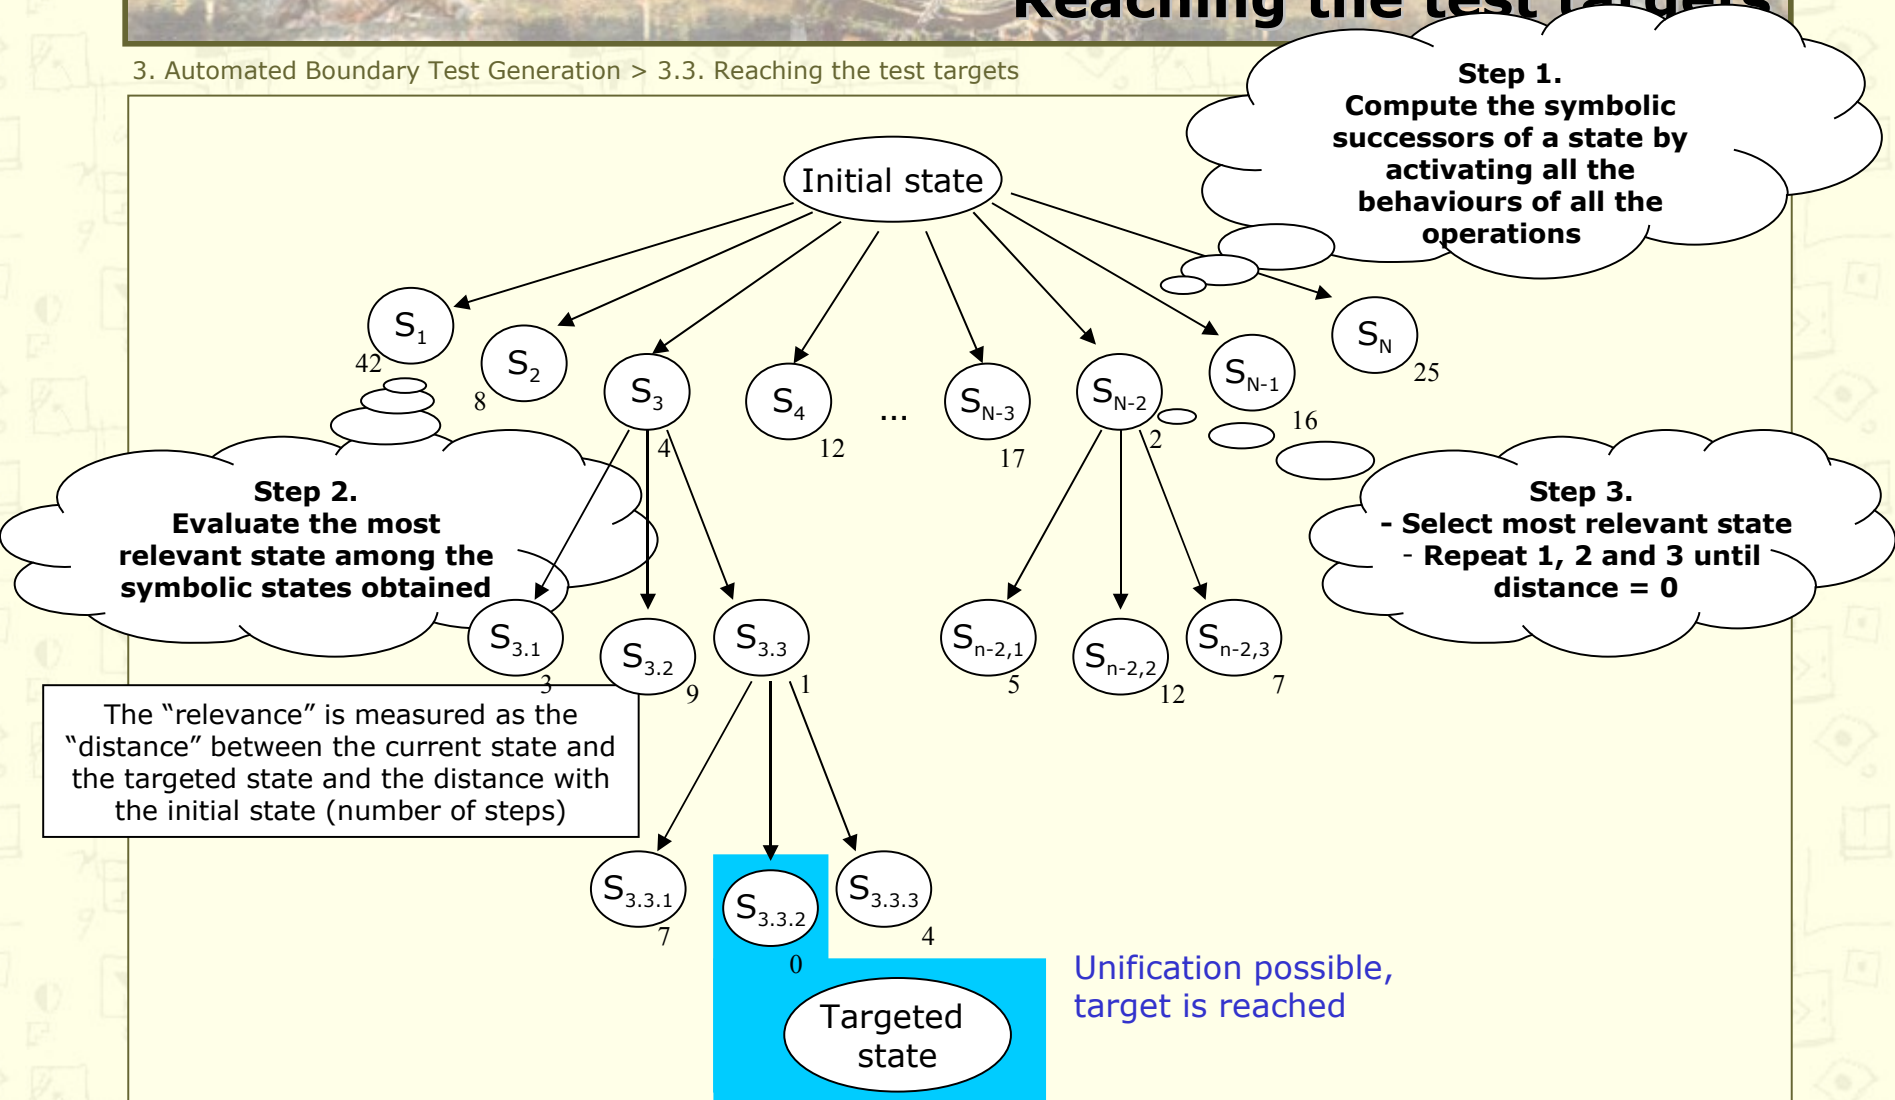 Reaching the test targets
3. Automated Boundary Test Generation > 3.3. Reaching the test targets
Step 1.
Compute the symbolic
successors of a state by
activating all the
behaviours of all the
operations
Initial state
S1
42
S2
8
S3
4
S4
12
...
SN-3
17
SN-2
2
SN-1
16
SN
25
Step 2.
Evaluate the most
relevant state among the
symbolic states obtained
Step 3.
- Select most relevant state
- Repeat 1, 2 and 3 until
distance = 0
S3.1
3
S3.2
9
S3.3
1
Sn-2,1
5
Sn-2,2
12
Sn-2,3
7
The “relevance” is measured as the
“distance” between the current state and
the targeted state and the distance with
the initial state (number of steps)
S3.3.1
7
S3.3.2
0
S3.3.3
4
Unification possible,
target is reached
Targeted
state